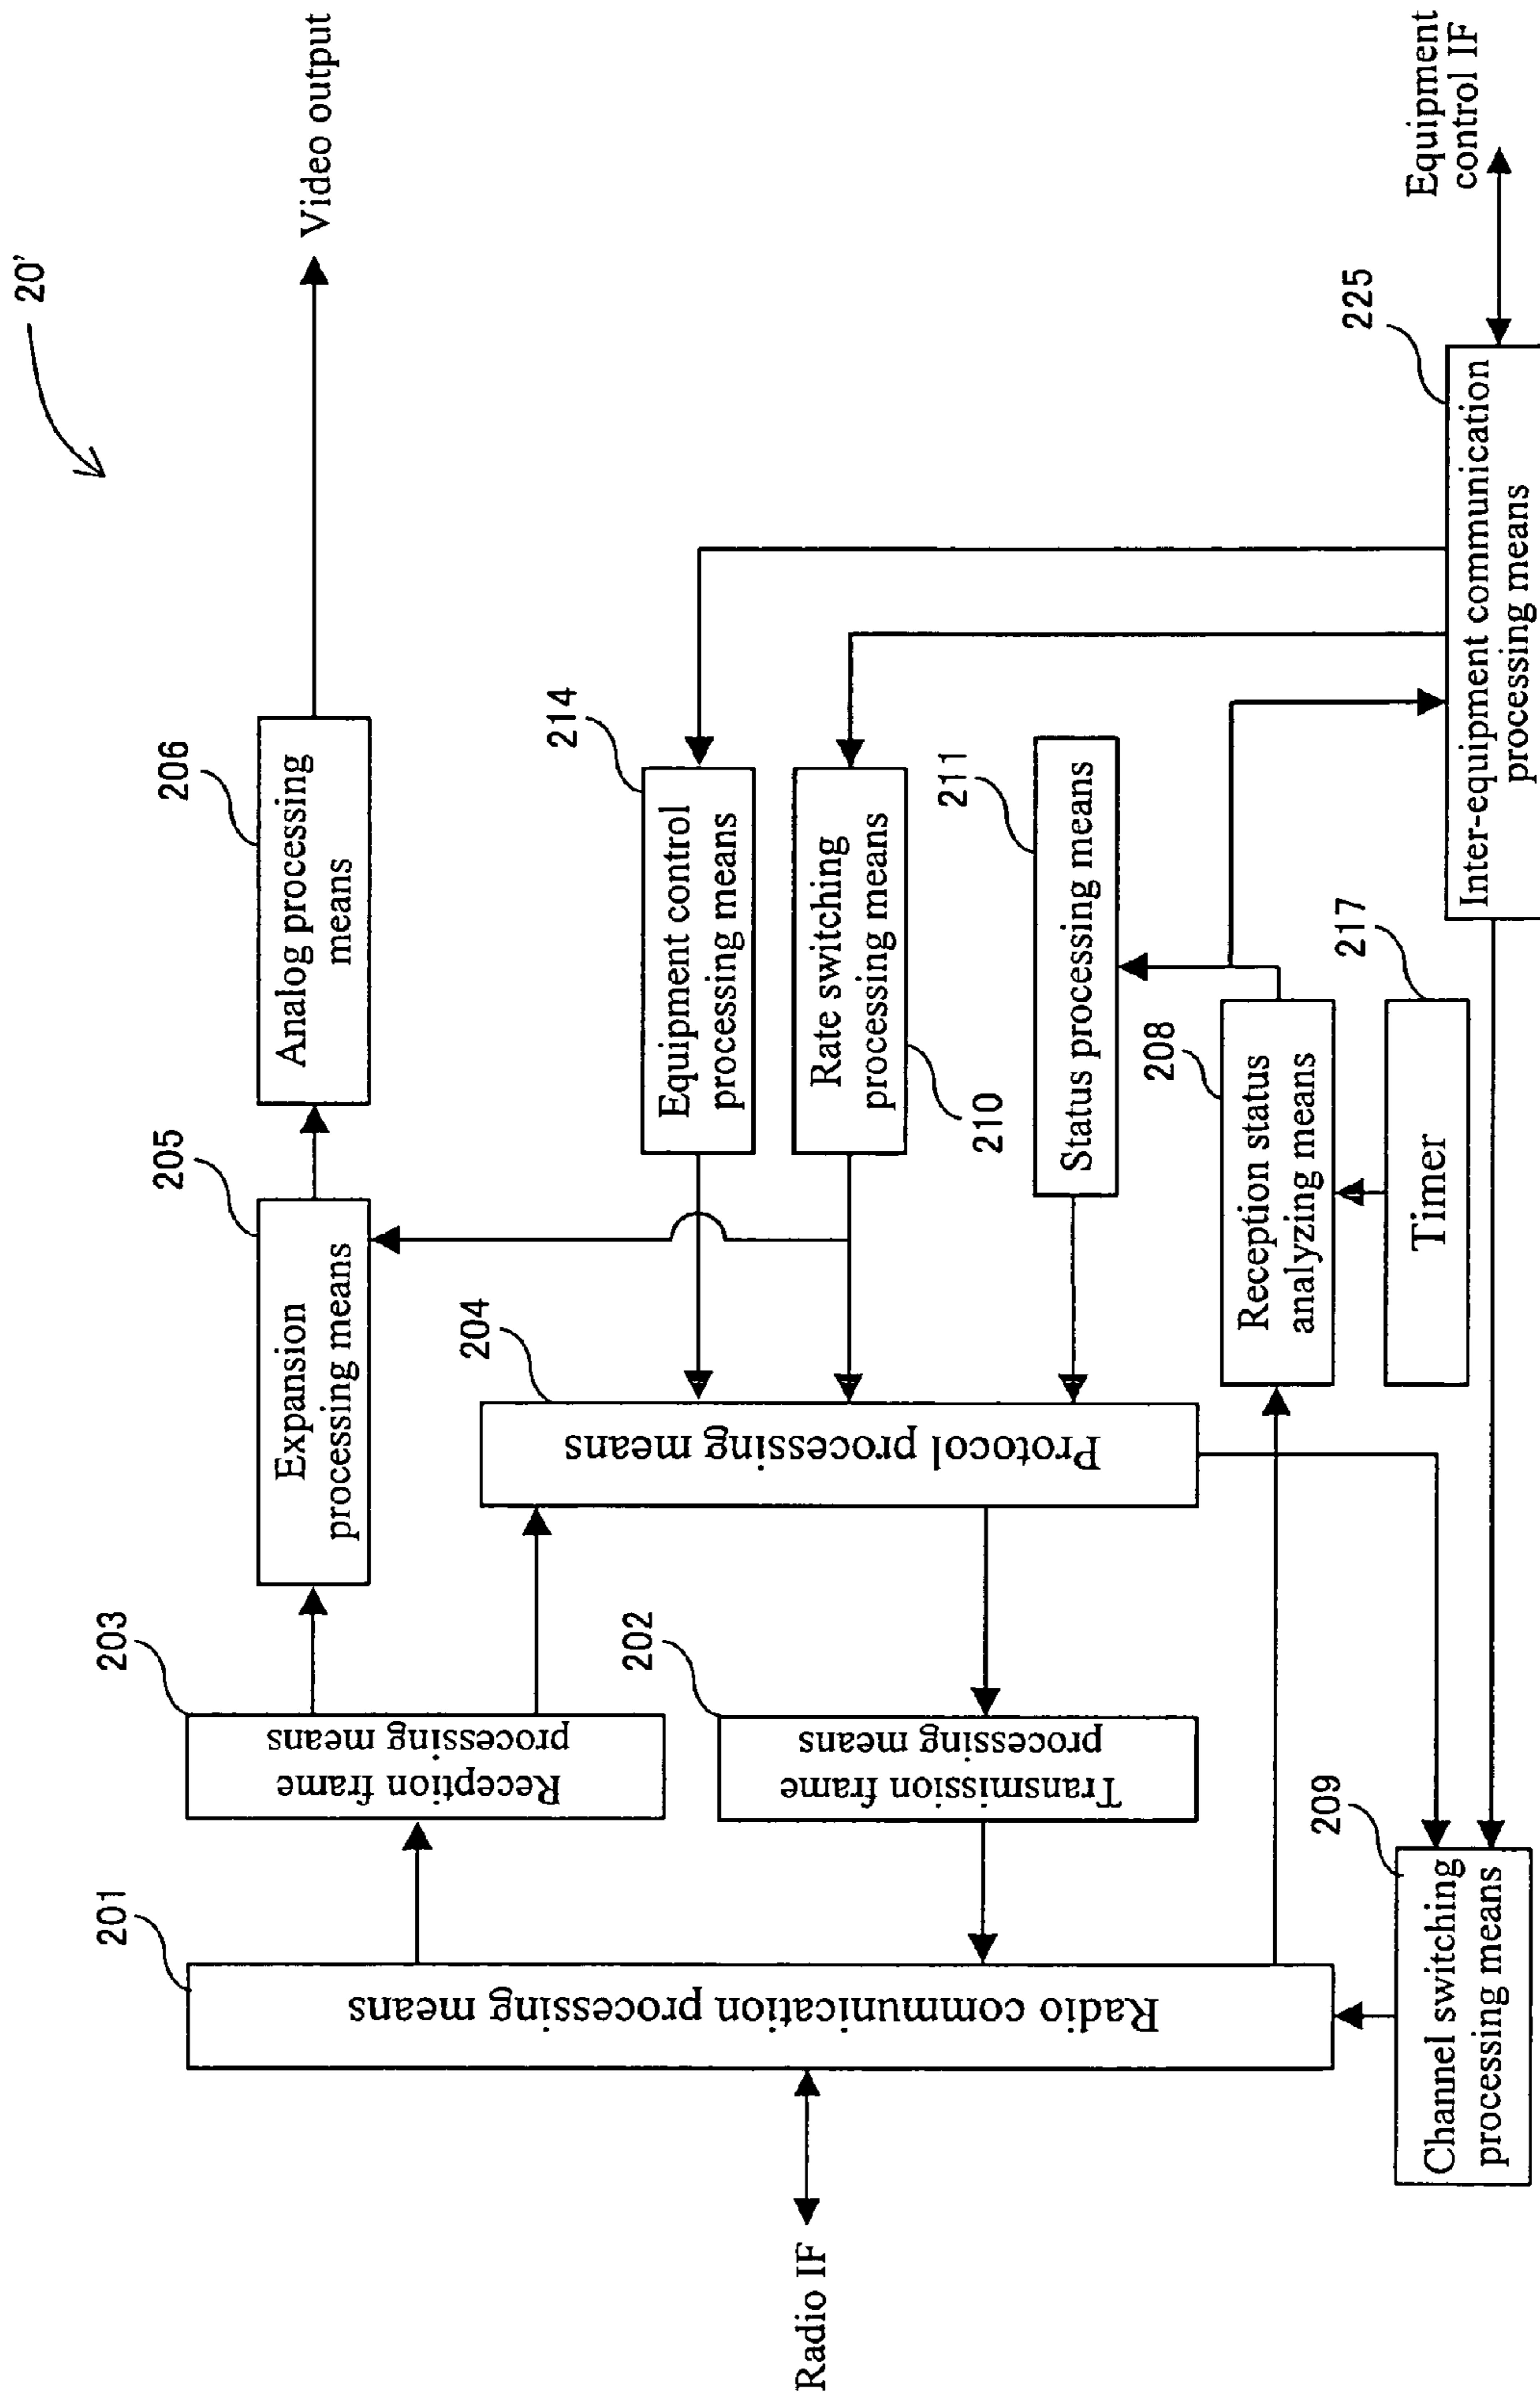 20'
Video output
206
Analog processing
means
205
Expansion
processing means
203
Reception frame
processing means
201
Radio communication processing means
Radio IF
202
Transmission frame
processing means
204
Protocol processing means
214
Equipment control
processing means
Rate switching
processing means
210
211
Status processing means
208
Reception status
analyzing means
217
Timer
209
Channel switching
processing means
225
Inter-equipment communication
processing means
Equipment
control IF